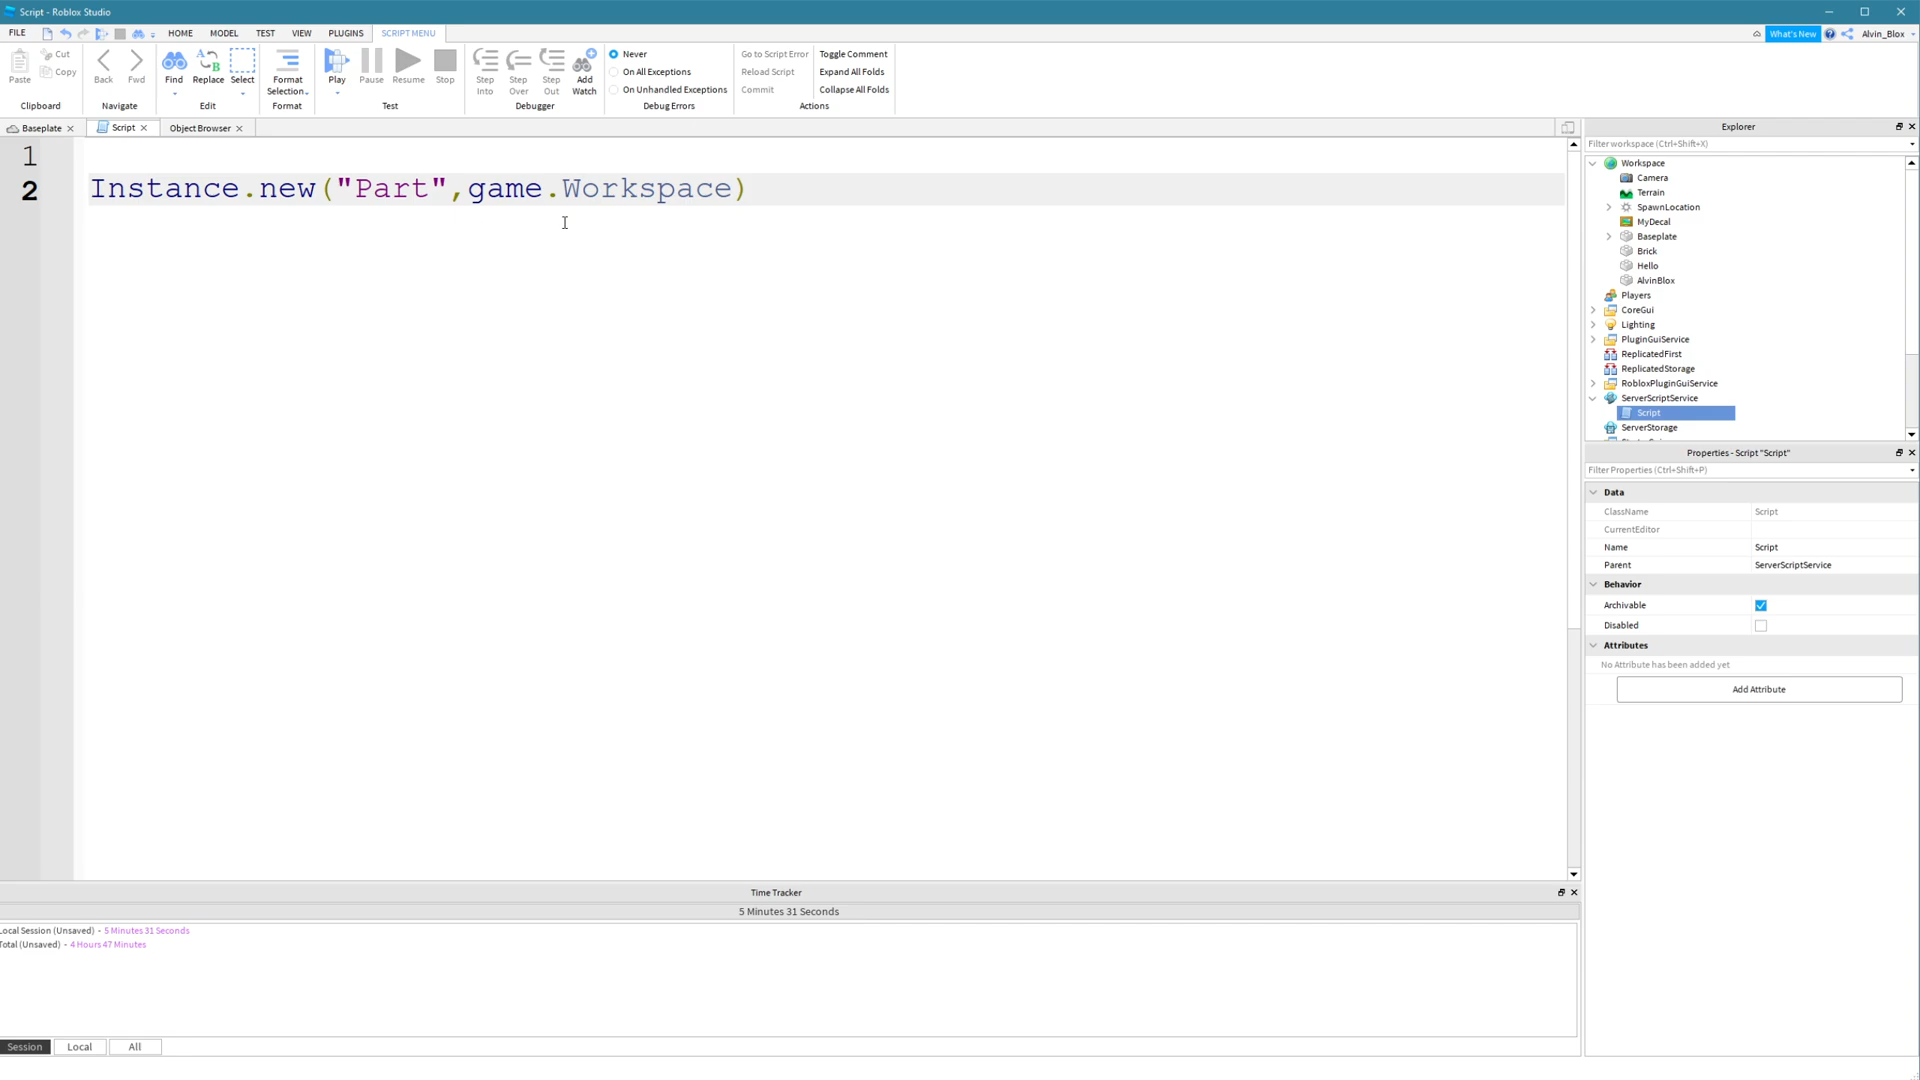 Script - Roblox Studio
FILE HOME MODEL TEST VIEW PLUGINS SCRIPT MENU What's New Alvin_Blox
Paste Cut Copy Back Fwd Find Replace Select Format Selection Play Pause Resume Stop Step Into Step Over Step Out Add Watch
Never
On All Exceptions
On Unhandled Exceptions
Go to Script Error
Reload Script
Commit
Toggle Comment
Expand All Folds
Collapse All Folds
Clipboard Navigate Edit Format Test Debugger Debug Errors Actions
Baseplate Script Object Browser
1
2 Instance.new("Part",game.Workspace)
Explorer
Filter workspace (Ctrl+Shift+X)
Workspace
Camera
Terrain
SpawnLocation
MyDecal
Baseplate
Brick
Hello
AlvinBlox
Players
CoreGui
Lighting
PluginGuiService
ReplicatedFirst
ReplicatedStorage
RobloxPluginGuiService
ServerScriptService
Script
ServerStorage
Properties - Script "Script"
Filter Properties (Ctrl+Shift+P)
Data
ClassName Script
CurrentEditor
Name Script
Parent ServerScriptService
Behavior
Archivable
Disabled
Attributes
No Attribute has been added yet
Add Attribute
Time Tracker
5 Minutes 31 Seconds
Local Session (Unsaved) - 5 Minutes 31 Seconds
Total (Unsaved) - 4 Hours 47 Minutes
Session Local All